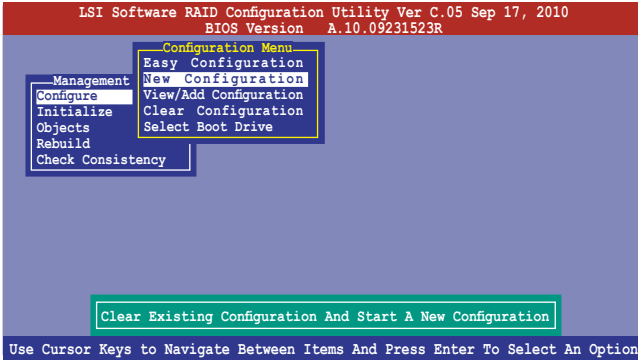 LSI Software RAID Configuration Utility Ver C.05 Sep 17, 2010
BIOS Version A.10.09231523R
Configuration Menu
Easy Configuration
New Configuration
View/Add Configuration
Clear Configuration
Select Boot Drive
Management
Configure
Initialize
Objects
Rebuild
Check Consistency
Clear Existing Configuration And Start A New Configuration
Use Cursor Keys to Navigate Between Items And Press Enter To Select An Option